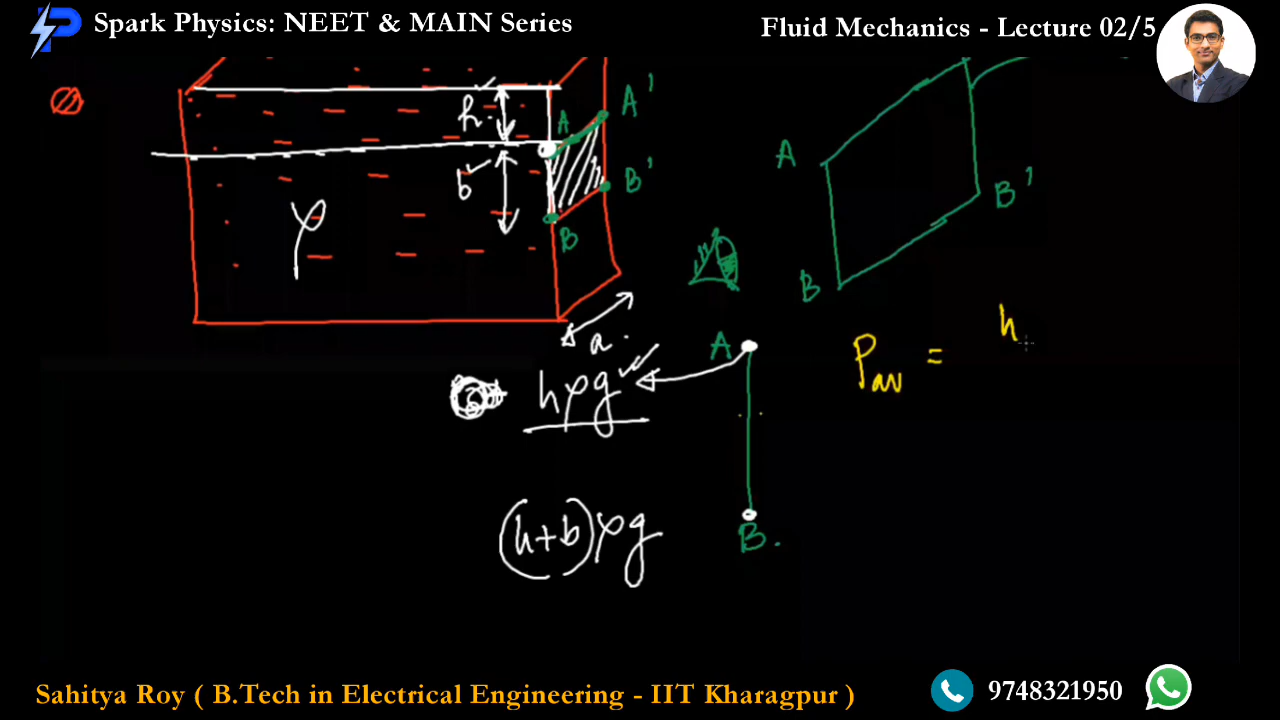 Spark Physics: NEET & MAIN Series
Fluid Mechanics - Lecture 02/5
h
A
A'
b
B'
B
ρ
a
A
B'
B
A
hρg
P_av = h
(h+b)ρg
B.
Sahitya Roy ( B.Tech in Electrical Engineering - IIT Kharagpur )
9748321950